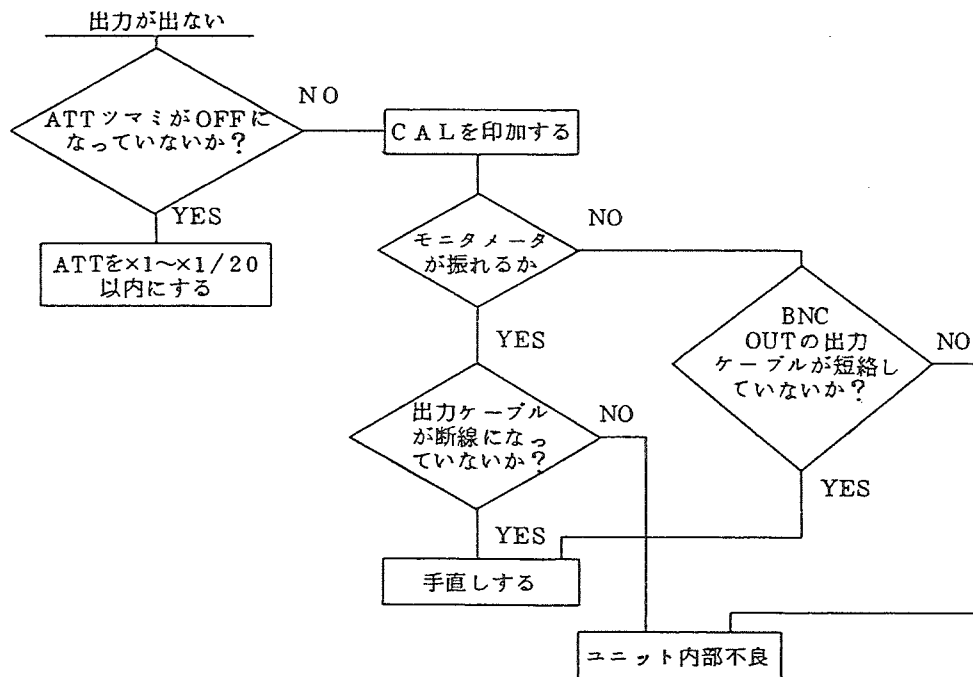 出力が出ない
ATTツマミがOFFに
なっていないか？
NO
CALを印加する
YES
ATTを×1～×1/20
以内にする
モニタメータ
が振れるか
NO
YES
BNC
OUTの出力
ケーブルが短絡し
ていないか？
NO
YES
出力ケーブル
が断線になっ
ていないか？
NO
YES
手直しする
ユニット内部不良